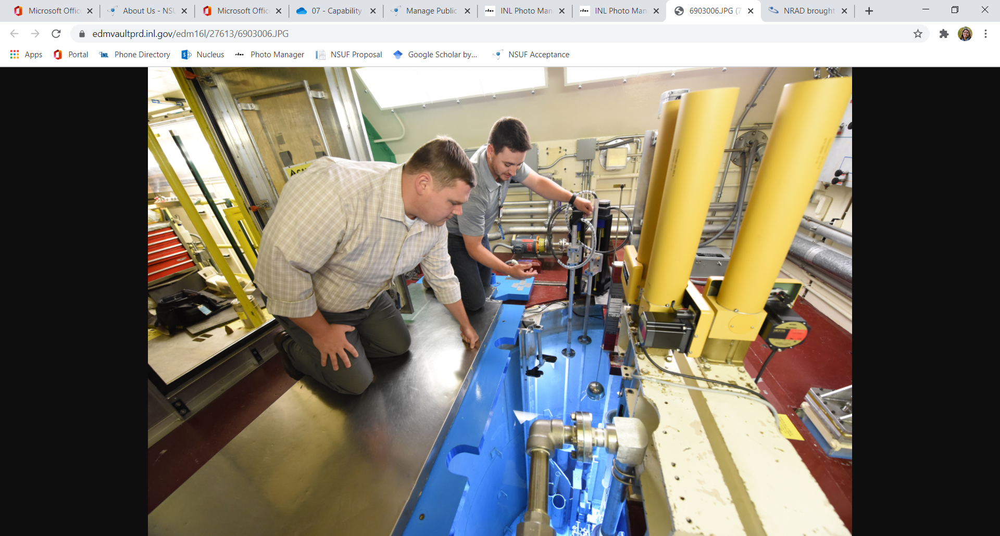 Microsoft Offic
About Us - NSU
Microsoft Offic
07 - Capability
Manage Public
INL Photo Man
INL Photo Man
6903006.JPG (7
NRAD brought
edmvaultprd.inl.gov/edm16l/27613/6903006.JPG
Apps
Portal
INL
Phone Directory
Nucleus
Photo Manager
NSUF Proposal
Google Scholar by...
NSUF Acceptance